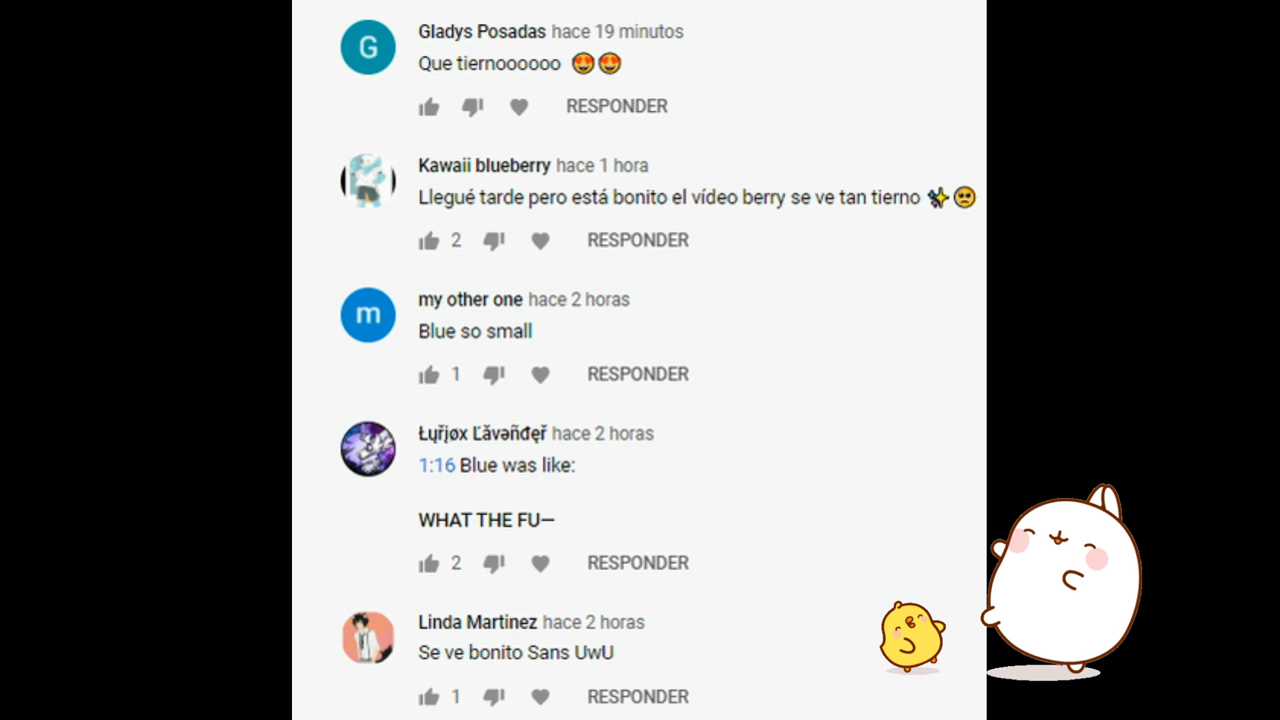 G
Gladys Posadas hace 19 minutos
Que tiernoooooo 😍😍
RESPONDER
Kawaii blueberry hace 1 hora
Llegué tarde pero está bonito el vídeo berry se ve tan tierno ✨🥺
2 RESPONDER
m
my other one hace 2 horas
Blue so small
1 RESPONDER
Łųřįøx Ľăvəñđęř hace 2 horas
1:16 Blue was like:
WHAT THE FU—
2 RESPONDER
Linda Martinez hace 2 horas
Se ve bonito Sans UwU
1 RESPONDER